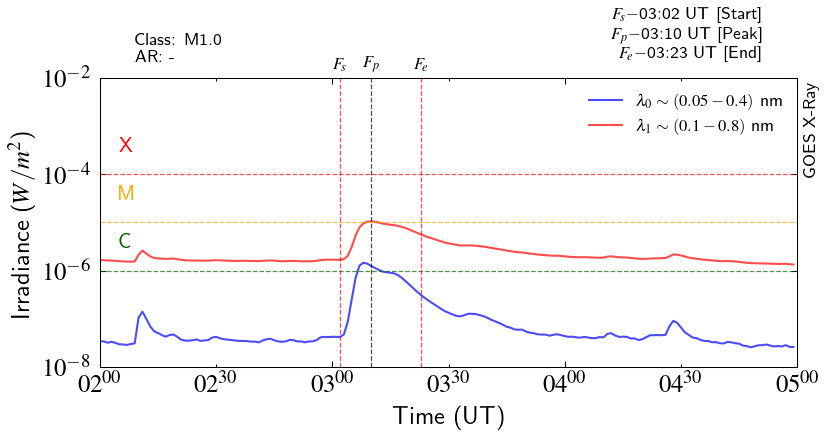 Class: M1.0
AR: -
F_s−03:02 UT [Start]
F_p−03:10 UT [Peak]
F_e−03:23 UT [End]
F_s F_p F_e
λ_0 ∼ (0.05 − 0.4) nm
λ_1 ∼ (0.1 − 0.8) nm
GOES X-Ray
Irradiance (W/m^2)
10^−2
10^−4
10^−6
10^−8
X
M
C
02^00 02^30 03^00 03^30 04^00 04^30 05^00
Time (UT)